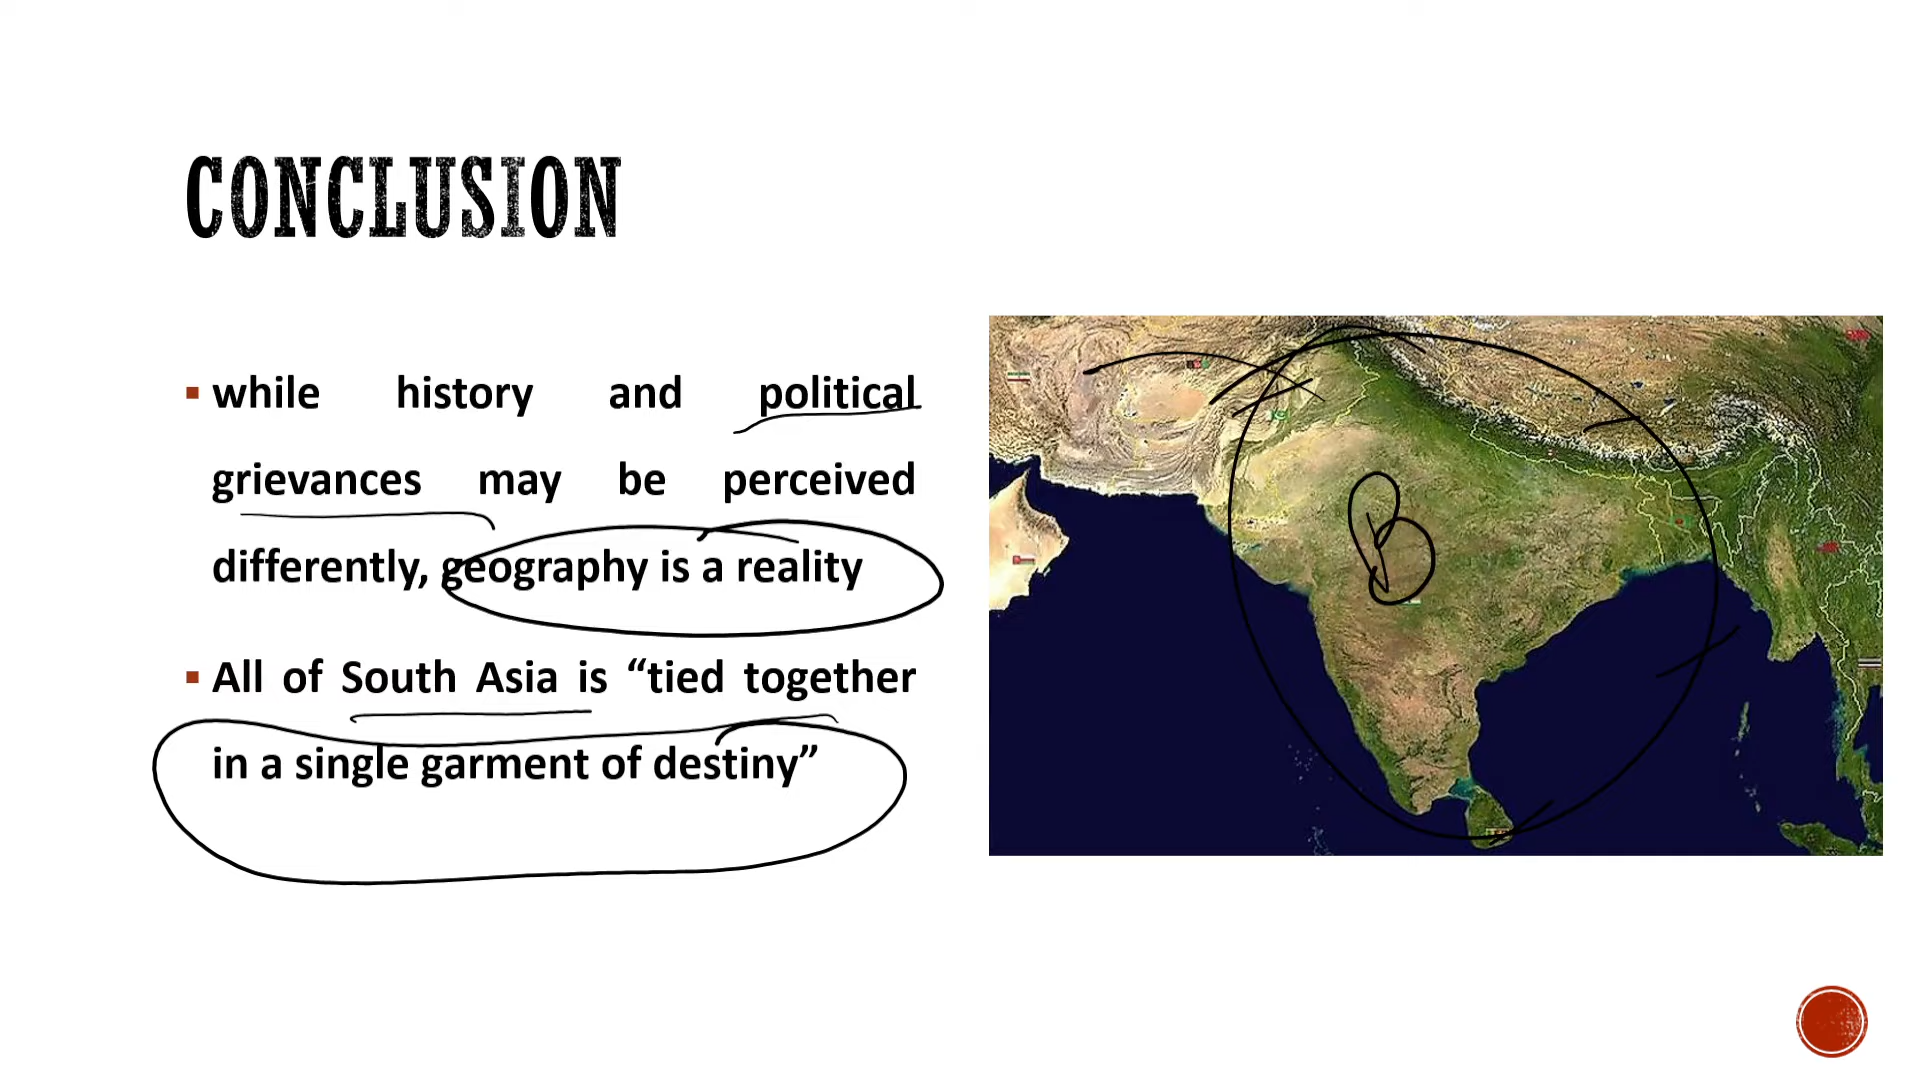 CONCLUSION
▪ while history and political
grievances may be perceived
differently, geography is a reality
▪ All of South Asia is “tied together
in a single garment of destiny”
B